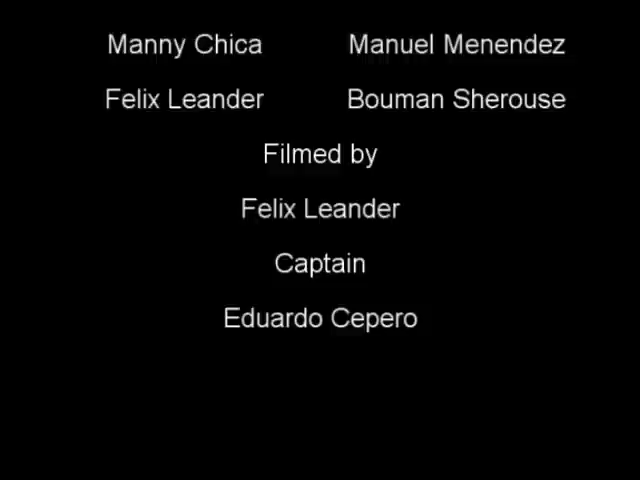 Manny Chica Manuel Menendez
Felix Leander Bouman Sherouse
Filmed by
Felix Leander
Captain
Eduardo Cepero